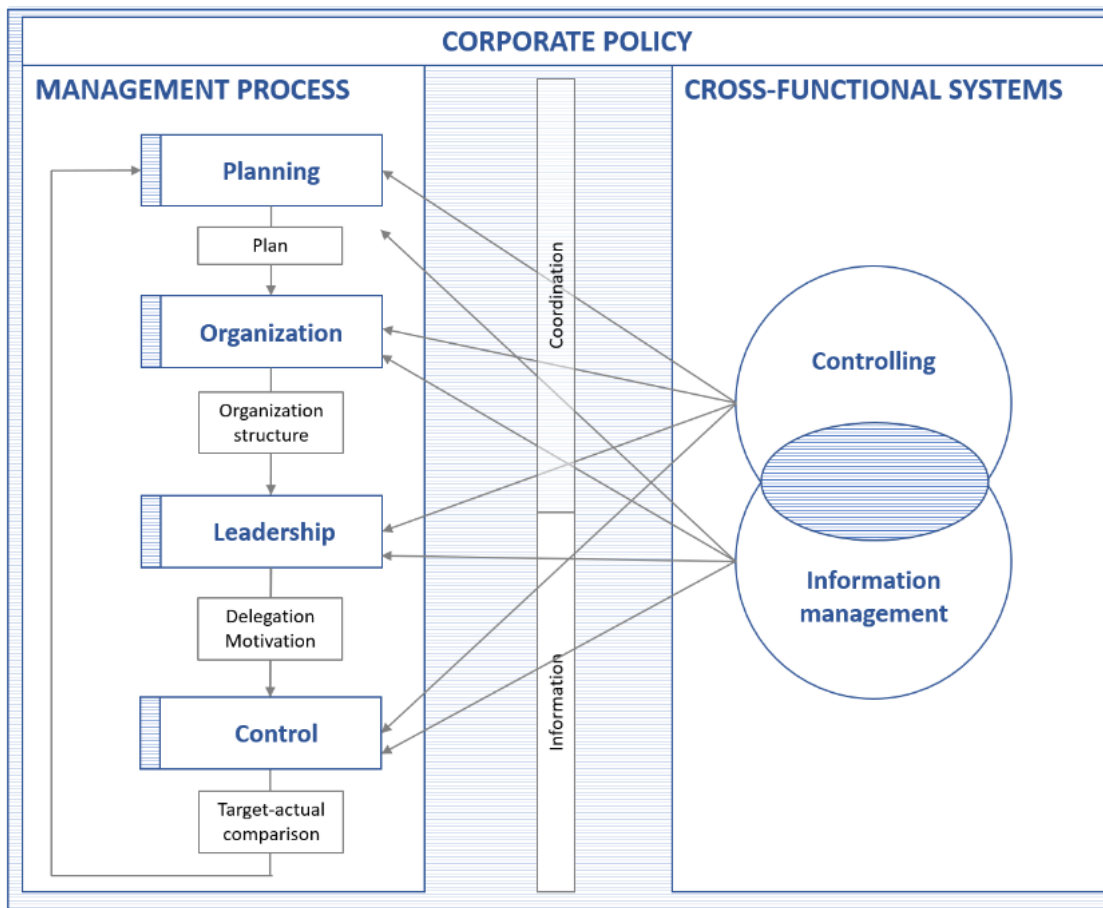 CORPORATE POLICY
MANAGEMENT PROCESS
Planning
Plan
Organization
Organization
structure
Leadership
Delegation
Motivation
Control
Target-actual
comparison
Coordination
Information
CROSS-FUNCTIONAL SYSTEMS
Controlling
Information
management